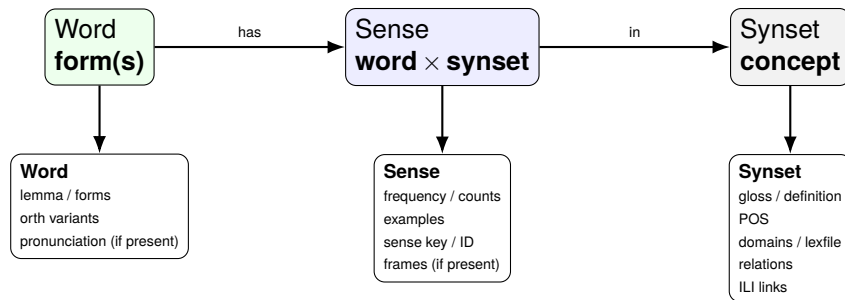 Word
form(s)
has
Sense
word × synset
in
Synset
concept
Word
lemma / forms
orth variants
pronunciation (if present)
Sense
frequency / counts
examples
sense key / ID
frames (if present)
Synset
gloss / definition
POS
domains / lexfile
relations
ILI links